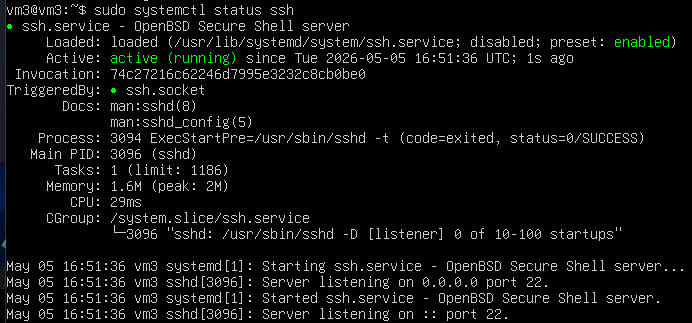 vm3@vm3:~$ sudo systemctl status ssh
● ssh.service - OpenBSD Secure Shell server
     Loaded: loaded (/usr/lib/systemd/system/ssh.service; disabled; preset: enabled)
     Active: active (running) since Tue 2026-05-05 16:51:36 UTC; 1s ago
 Invocation: 74c27216c62246d7995e3232c8cb0be0
TriggeredBy: ● ssh.socket
       Docs: man:sshd(8)
             man:sshd_config(5)
    Process: 3094 ExecStartPre=/usr/sbin/sshd -t (code=exited, status=0/SUCCESS)
   Main PID: 3096 (sshd)
      Tasks: 1 (limit: 1186)
     Memory: 1.6M (peak: 2M)
        CPU: 29ms
     CGroup: /system.slice/ssh.service
             └─3096 "sshd: /usr/sbin/sshd -D [listener] 0 of 10-100 startups"

May 05 16:51:36 vm3 systemd[1]: Starting ssh.service - OpenBSD Secure Shell server...
May 05 16:51:36 vm3 sshd[3096]: Server listening on 0.0.0.0 port 22.
May 05 16:51:36 vm3 systemd[1]: Started ssh.service - OpenBSD Secure Shell server.
May 05 16:51:36 vm3 sshd[3096]: Server listening on :: port 22.